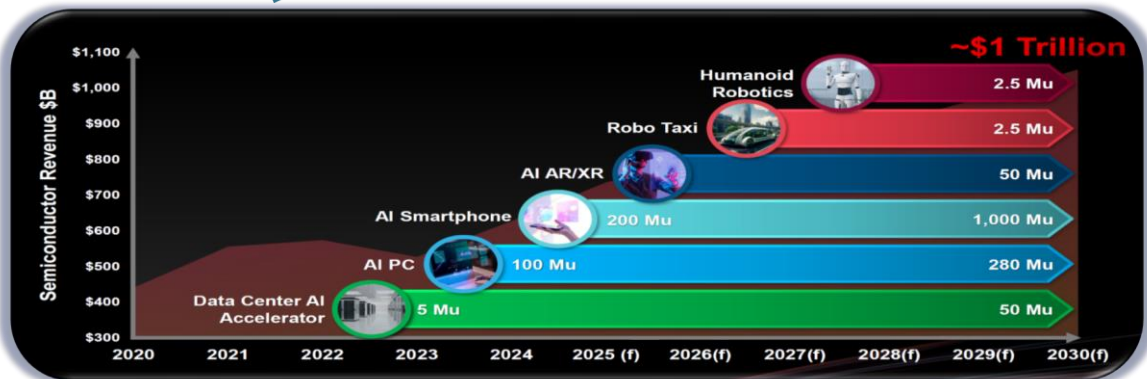 ~$1 Trillion
Semiconductor Revenue $B
$1,100
$1,000
$900
$800
$700
$600
$500
$400
$300
Humanoid
Robotics
2.5 Mu
Robo Taxi
2.5 Mu
AI AR/XR
50 Mu
AI Smartphone
200 Mu
1,000 Mu
AI PC
100 Mu
280 Mu
Data Center AI
Accelerator
5 Mu
50 Mu
2020
2021
2022
2023
2024
2025 (f)
2026(f)
2027(f)
2028(f)
2029(f)
2030(f)